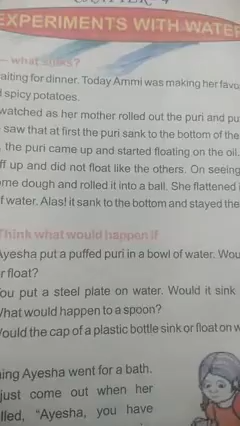 EXPERIMENTS WITH WATER
what sinks?
aiting for dinner. Today Ammi was making her favo
spicy potatoes.
watched as her mother rolled out the puri and pu
saw that at first the puri sank to the bottom of the
the puri came up and started floating on the oil.
ff up and did not float like the others. On seeing
me dough and rolled it into a ball. She flattened
f water. Alas! it sank to the bottom and stayed the
Think what would happen if
Ayesha put a puffed puri in a bowl of water. Wou
r float?
You put a steel plate on water. Would it sink
What would happen to a spoon?
Would the cap of a plastic bottle sink or float on w
ing Ayesha went for a bath.
just come out when her
lled, "Ayesha, you have